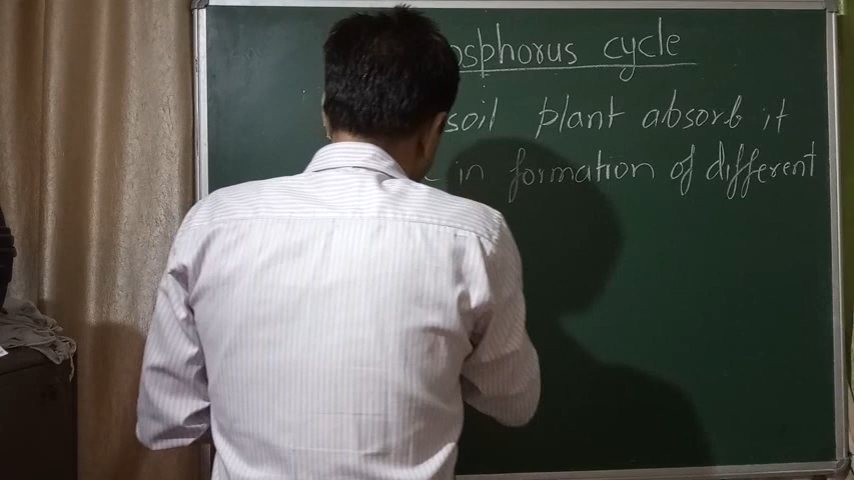 osphorus cycle
soil plant absorb it
in formation of different